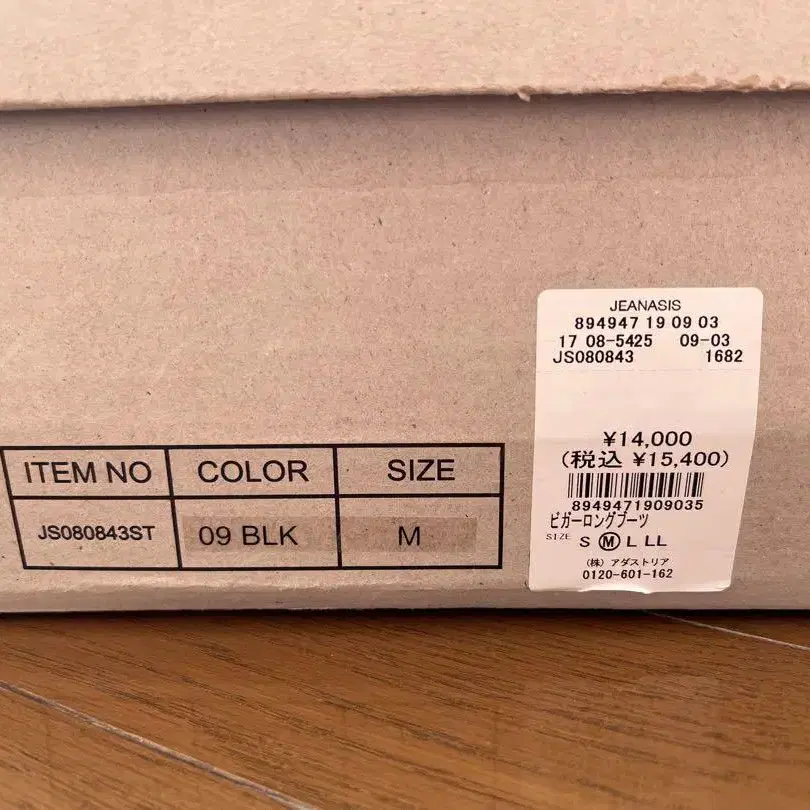 ITEM NO COLOR SIZE
JS080843ST 09 BLK M
JEANASIS
894947 19 09 03
17 08-5425 09-03
JS080843 1682
¥14,000
(税込 ¥15,400)
8949471909035
ビガーロングブーツ
SIZE S M L LL
(株) アダストリア
0120-601-162